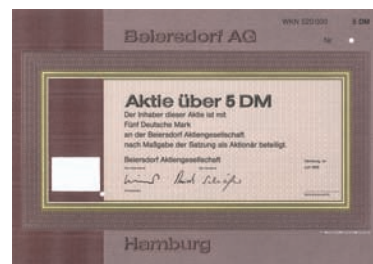 Beiersdorf AG
WKN 520 000 5 DM
Nr.
Aktie über 5 DM
Der Inhaber dieser Aktie ist mit
Fünf Deutsche Mark
an der Beiersdorf Aktiengesellschaft
nach Maßgabe der Satzung als Aktionär beteiligt.
Beiersdorf Aktiengesellschaft
Hamburg